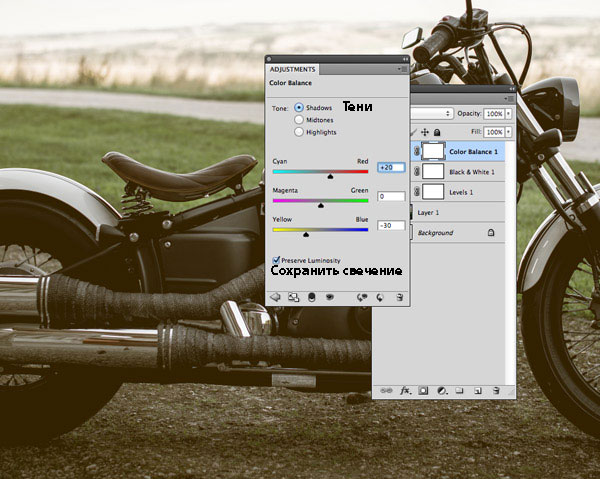 ADJUSTMENTS
Color Balance
Tone: Shadows Тени
Midtones
Highlights
Cyan Red +20
Magenta Green 0
Yellow Blue -30
Preserve Luminosity
Сохранить свечение
Opacity: 100%
Fill: 100%
Color Balance 1
Black & White 1
Levels 1
Layer 1
Background
fx